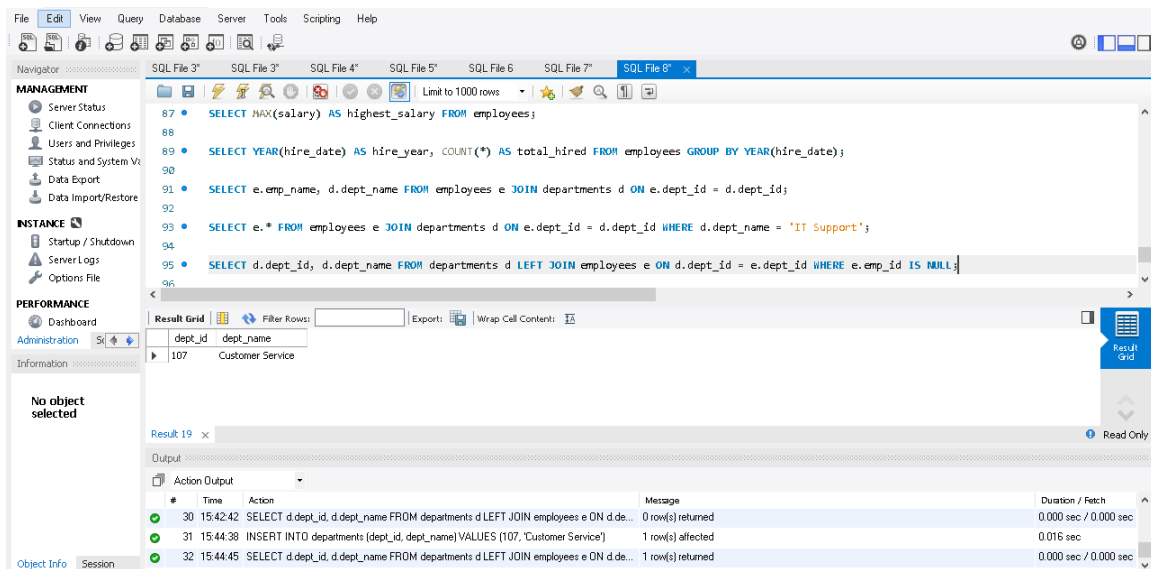 File Edit View Query Database Server Tools Scripting Help
Navigator
SQL File 3* SQL File 3* SQL File 4* SQL File 5* SQL File 6 SQL File 7* SQL File 8*
MANAGEMENT
Server Status
Client Connections
Users and Privileges
Status and System Va
Data Export
Data Import/Restore
INSTANCE
Startup / Shutdown
Server Logs
Options File
PERFORMANCE
Dashboard
Administration Sc
Information
No object
selected
Object Info Session
Limit to 1000 rows
87 SELECT MAX(salary) AS highest_salary FROM employees;
88
89 SELECT YEAR(hire_date) AS hire_year, COUNT(*) AS total_hired FROM employees GROUP BY YEAR(hire_date);
90
91 SELECT e.emp_name, d.dept_name FROM employees e JOIN departments d ON e.dept_id = d.dept_id;
92
93 SELECT e.* FROM employees e JOIN departments d ON e.dept_id = d.dept_id WHERE d.dept_name = 'IT Support';
94
95 SELECT d.dept_id, d.dept_name FROM departments d LEFT JOIN employees e ON d.dept_id = e.dept_id WHERE e.emp_id IS NULL;
96
Result Grid Filter Rows: Export: Wrap Cell Content:
dept_id dept_name
107 Customer Service
Result
Grid
Result 19 Read Only
Output
Action Output
# Time Action Message Duration / Fetch
30 15:42:42 SELECT d.dept_id, d.dept_name FROM departments d LEFT JOIN employees e ON d.de... 0 row(s) returned 0.000 sec / 0.000 sec
31 15:44:38 INSERT INTO departments (dept_id, dept_name) VALUES (107, 'Customer Service') 1 row(s) affected 0.016 sec
32 15:44:45 SELECT d.dept_id, d.dept_name FROM departments d LEFT JOIN employees e ON d.de... 1 row(s) returned 0.000 sec / 0.000 sec